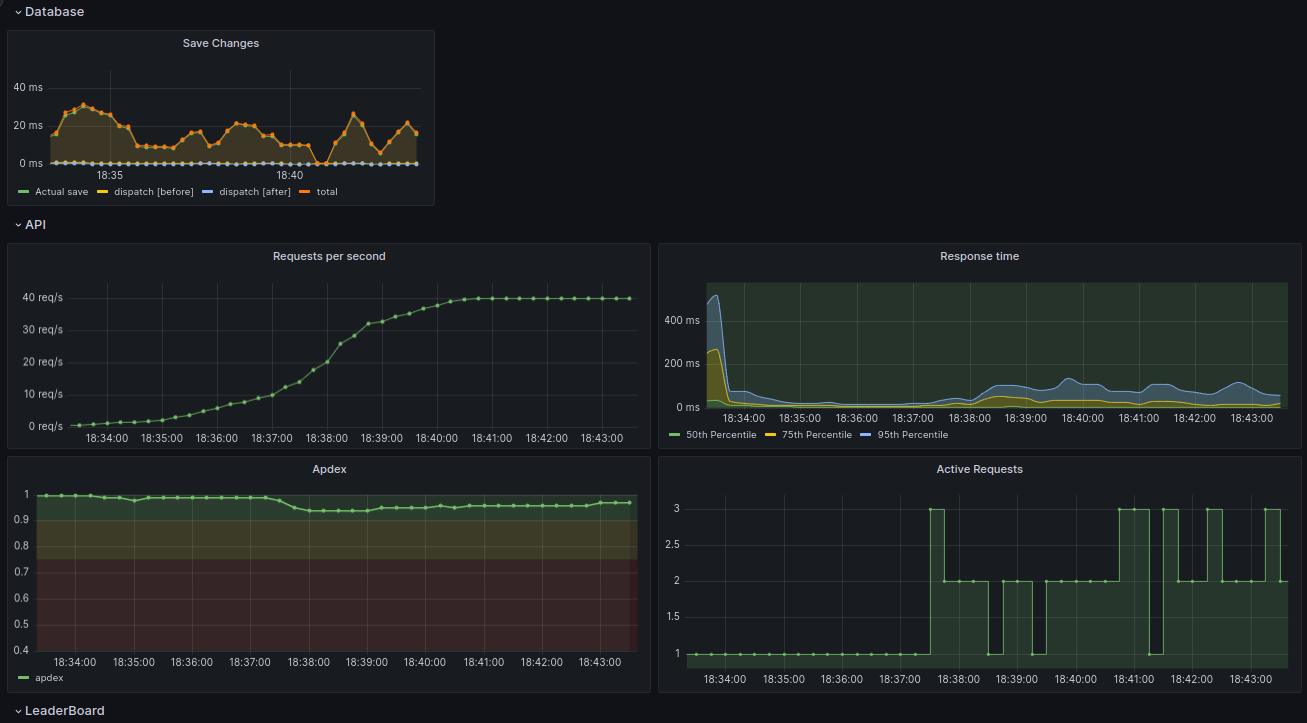 Database
Save Changes
40 ms
20 ms
0 ms
18:35 18:40
Actual save dispatch [before] dispatch [after] total
API
Requests per second
40 req/s
30 req/s
20 req/s
10 req/s
0 req/s
18:34:00 18:35:00 18:36:00 18:37:00 18:38:00 18:39:00 18:40:00 18:41:00 18:42:00 18:43:00
Response time
400 ms
200 ms
0 ms
18:34:00 18:35:00 18:36:00 18:37:00 18:38:00 18:39:00 18:40:00 18:41:00 18:42:00 18:43:00
50th Percentile 75th Percentile 95th Percentile
Apdex
1
0.9
0.8
0.7
0.6
0.5
0.4
18:34:00 18:35:00 18:36:00 18:37:00 18:38:00 18:39:00 18:40:00 18:41:00 18:42:00 18:43:00
apdex
Active Requests
3
2.5
2
1.5
1
18:34:00 18:35:00 18:36:00 18:37:00 18:38:00 18:39:00 18:40:00 18:41:00 18:42:00 18:43:00
LeaderBoard